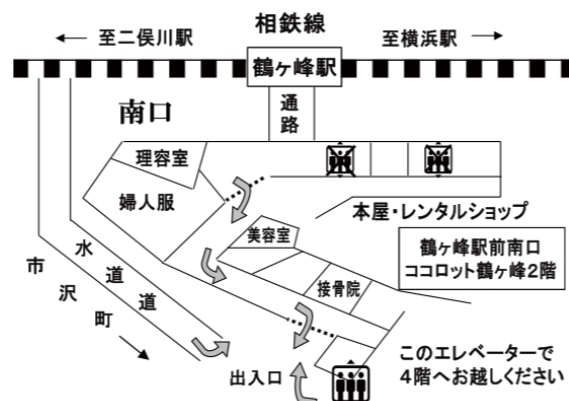 相鉄線
← 至二俣川駅
至横浜駅 →
鶴ヶ峰駅
通路
南口
理容室
婦人服
本屋・レンタルショップ
美容室
鶴ヶ峰駅前南口
ココロット鶴ヶ峰2階
水道道
市沢町
接骨院
このエレベーターで
4階へお越しください
出入口